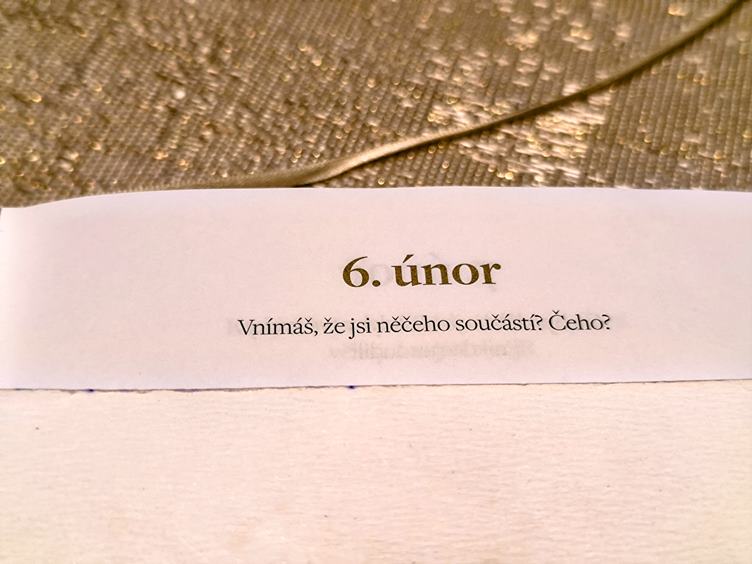 6. únor
Vnímáš, že jsi něčeho součástí? Čeho?